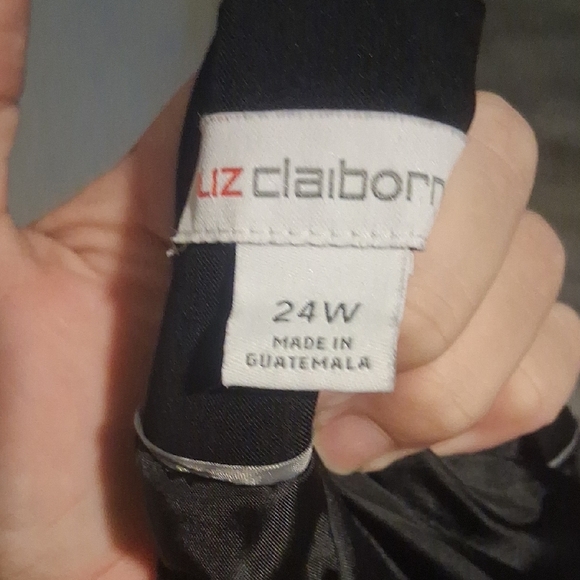 liz claiborn
24W
MADE IN
GUATEMALA